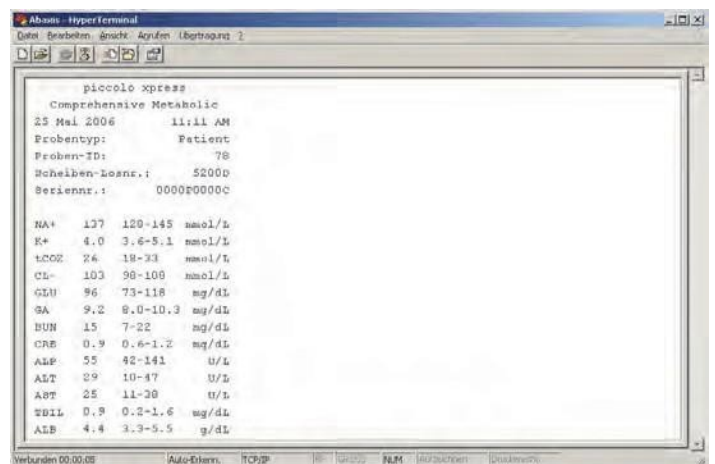 Abaxis - HyperTerminal
Datei Bearbeiten Ansicht Anrufen Übertragung ?
piccolo xpress
Comprehensive Metabolic
25 Mai 2006 11:11 AM
Probentyp: Patient
Proben-ID: 78
Scheiben-Losnr.: 5200D
Seriennr.: 0000P0000C
NA+ 137 128-145 mmol/L
K+ 4.0 3.6-5.1 mmol/L
tCO2 26 18-33 mmol/L
CL- 103 98-108 mmol/L
GLU 96 73-118 mg/dL
CA 9.2 8.0-10.3 mg/dL
BUN 15 7-22 mg/dL
CRE 0.9 0.6-1.2 mg/dL
ALP 55 42-141 U/L
ALT 29 10-47 U/L
AST 25 11-38 U/L
TBIL 0.9 0.2-1.6 mg/dL
ALB 4.4 3.3-5.5 g/dL
Verbunden 00:00:05 Auto-Erkenn. TCP/IP RF GROSS NUM Aufzeichnen